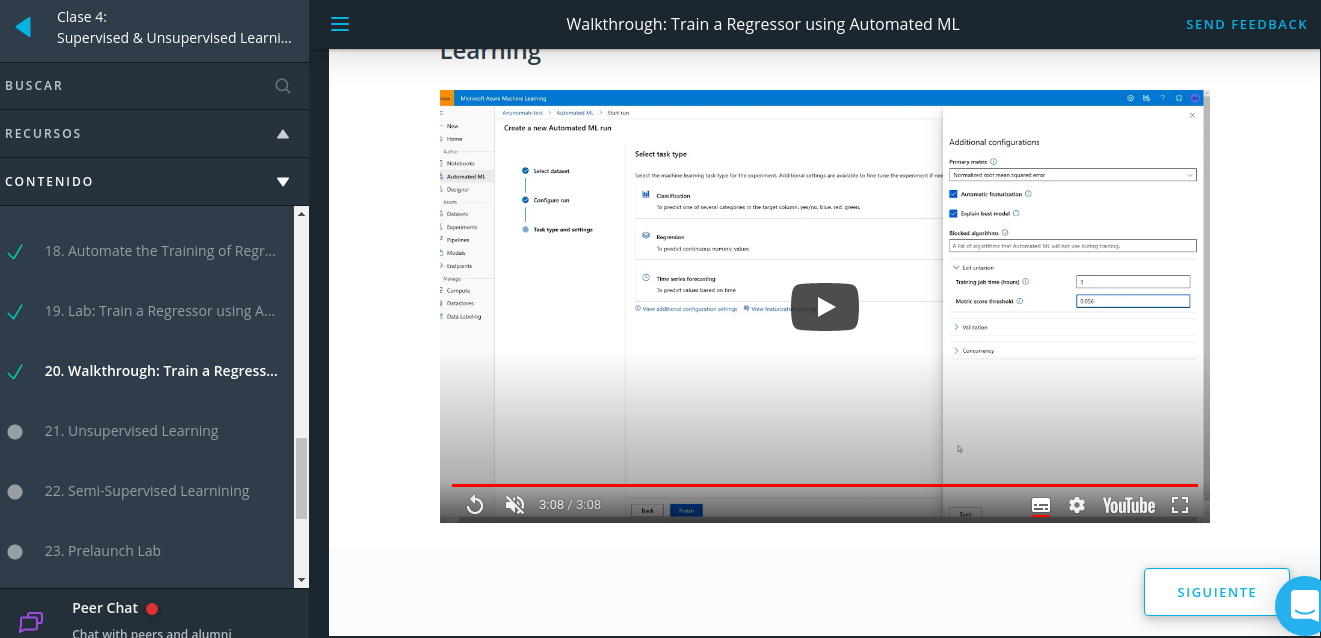 Clase 4:
Supervised & Unsupervised Learni...
BUSCAR
RECURSOS
CONTENIDO
18. Automate the Training of Regr...
19. Lab: Train a Regressor using A...
20. Walkthrough: Train a Regress...
21. Unsupervised Learning
22. Semi-Supervised Learnining
23. Prelaunch Lab
Peer Chat
Chat with peers and alumni
Walkthrough: Train a Regressor using Automated ML
SEND FEEDBACK
Learning
Microsoft Azure Machine Learning
Anumamah-test > Automated ML > Start run
Create a new Automated ML run
New
Home
Author
Notebooks
Automated ML
Designer
Assets
Datasets
Experiments
Pipelines
Models
Endpoints
Manage
Compute
Datastores
Data Labeling
Select dataset
Configure run
Task type and settings
Select task type
Select the machine learning task type for the experiment. Additional settings are available to fine tune the experiment if nee
Classification
To predict one of several categories in the target column. yes/no, blue, red, green.
Regression
To predict continuous numeric values
Time series forecasting
To predict values based on time
View additional configuration settings
View featurization
Back
Finish
Additional configurations
Primary metric
Normalized root mean squared error
Automatic featurization
Explain best model
Blocked algorithms
A list of algorithms that Automated ML will not use during training.
Exit criterion
Training job time (hours)
3
Metric score threshold
0.056
Validation
Concurrency
Save
3:08 / 3:08
YouTube
SIGUIENTE